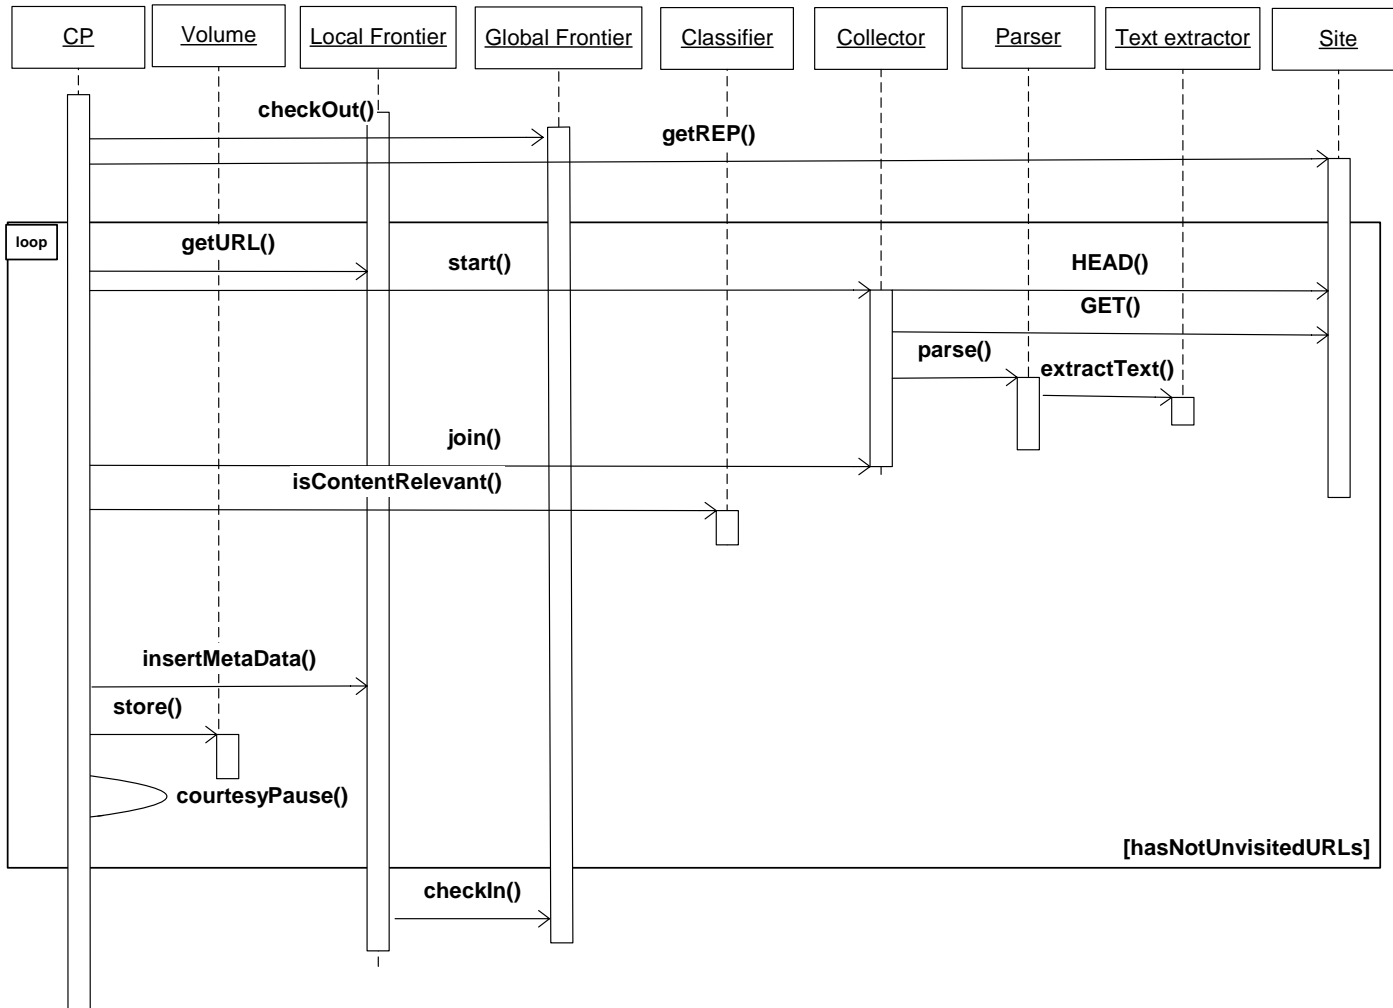 CP
Volume
Local Frontier
Global Frontier
Classifier
Collector
Parser
Text extractor
Site
checkOut()
getREP()
loop
getURL()
start()
HEAD()
GET()
parse()
extractText()
join()
isContentRelevant()
insertMetaData()
store()
courtesyPause()
[hasNotUnvisitedURLs]
checkIn()